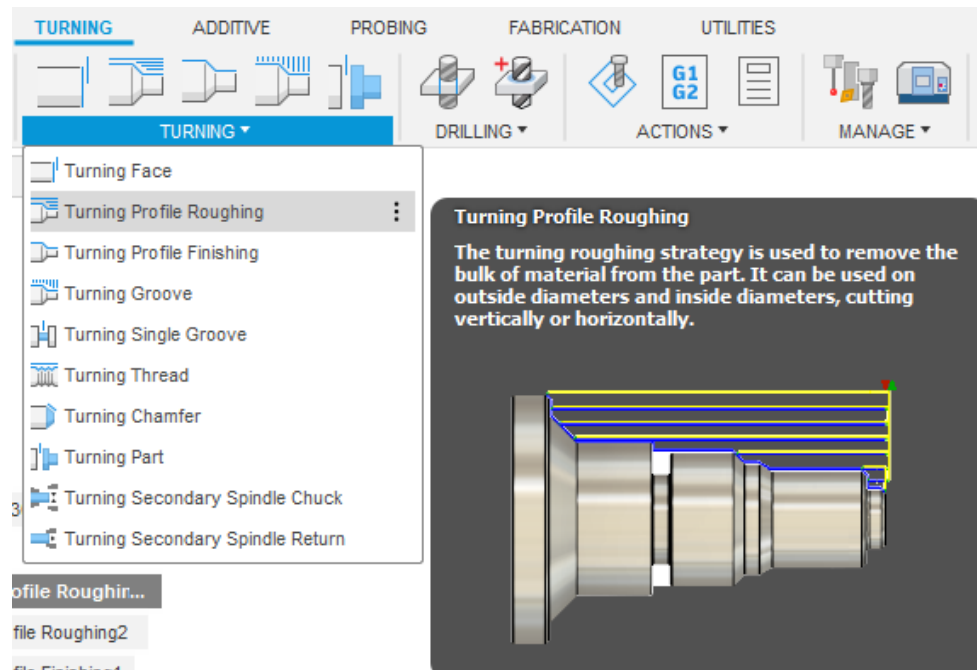 TURNING ADDITIVE PROBING FABRICATION UTILITIES
G1
G2
TURNING DRILLING ACTIONS MANAGE
Turning Face
Turning Profile Roughing
Turning Profile Finishing
Turning Groove
Turning Single Groove
Turning Thread
Turning Chamfer
Turning Part
Turning Secondary Spindle Chuck
Turning Secondary Spindle Return
Turning Profile Roughing
The turning roughing strategy is used to remove the
bulk of material from the part. It can be used on
outside diameters and inside diameters, cutting
vertically or horizontally.
ofile Roughin...
file Roughing2